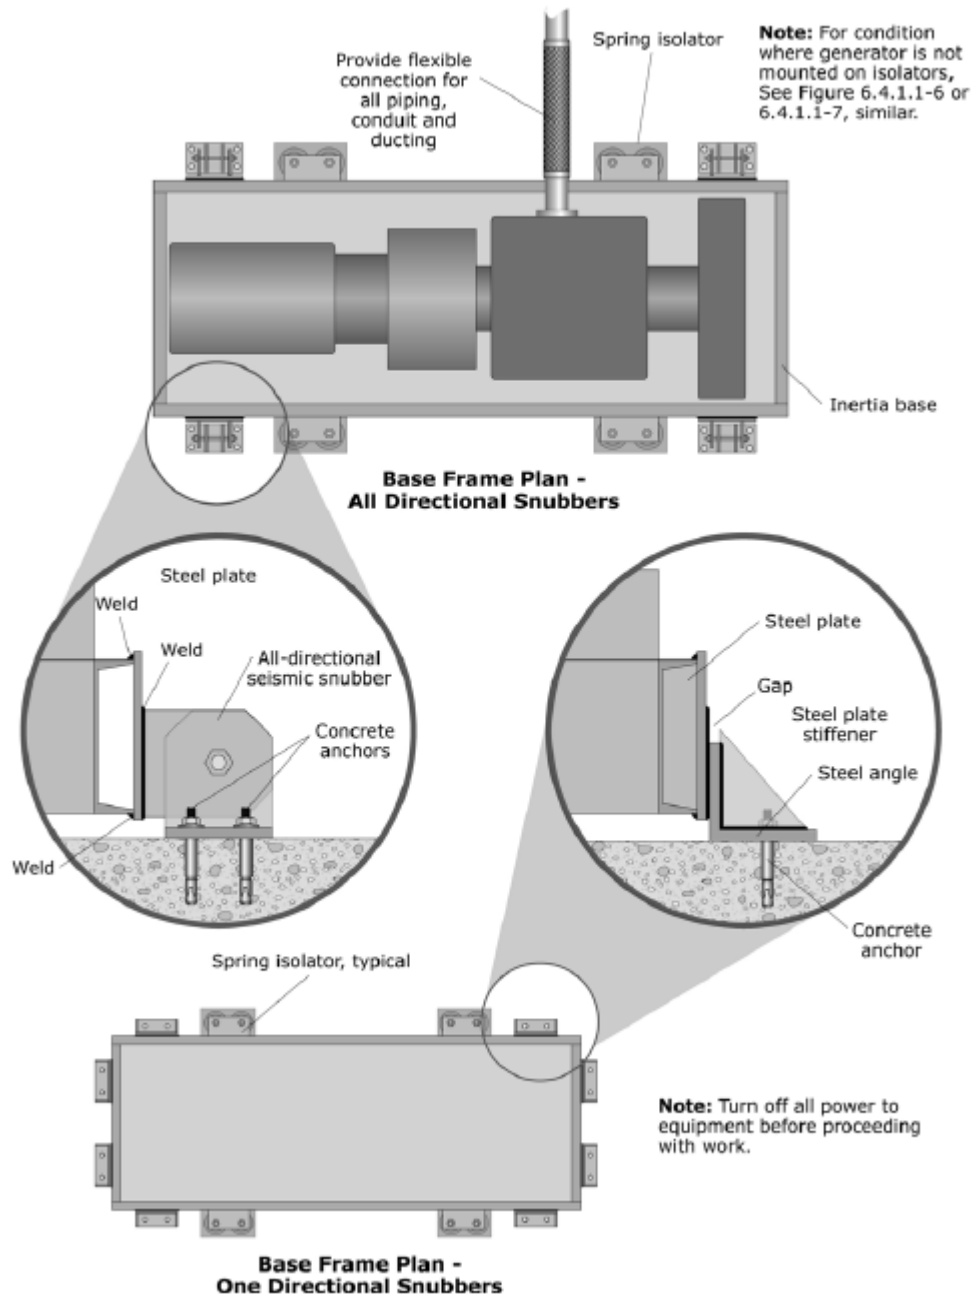 Provide flexible
connection for
all piping,
conduit and
ducting
Spring isolator
Note: For condition
where generator is not
mounted on isolators,
See Figure 6.4.1.1-6 or
6.4.1.1-7, similar.
Inertia base
Base Frame Plan -
All Directional Snubbers
Steel plate
Weld
Weld
All-directional
seismic snubber
Concrete
anchors
Weld
Steel plate
Gap
Steel plate
stiffener
Steel angle
Concrete
anchor
Spring isolator, typical
Note: Turn off all power to
equipment before proceeding
with work.
Base Frame Plan -
One Directional Snubbers